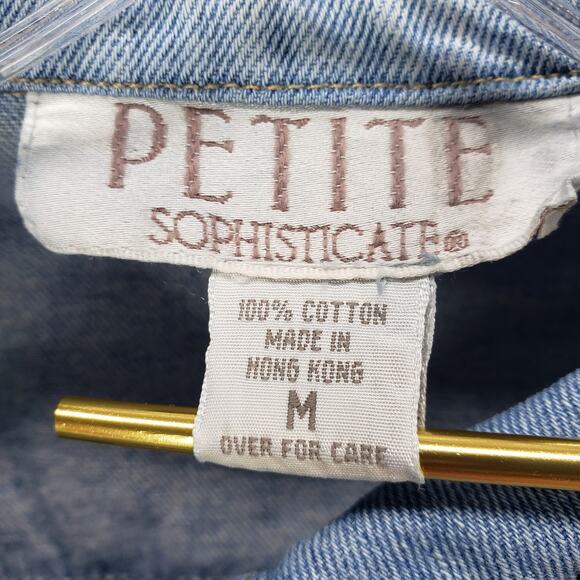 PETITE
SOPHISTICATE®
100% COTTON
MADE IN
HONG KONG
M
OVER FOR CARE